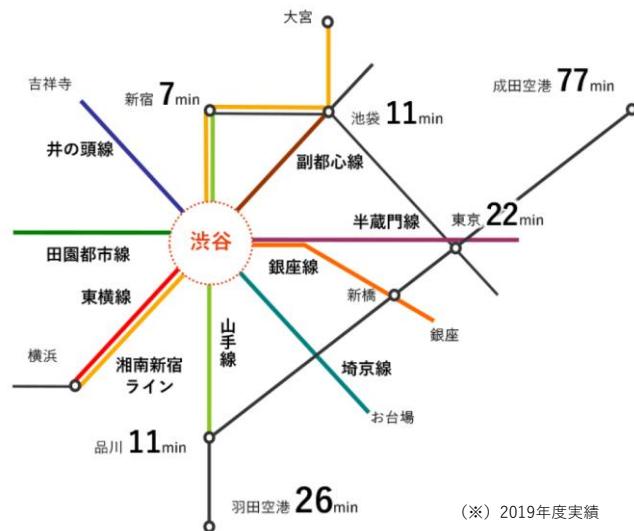 大宮
成田空港 77min
吉祥寺
新宿 7min
池袋 11min
井の頭線
副都心線
半蔵門線
東京 22min
渋谷
田園都市線
銀座線
東横線
新橋
山手線
銀座
横浜
湘南新宿
ライン
埼京線
お台場
品川 11min
羽田空港 26min
(※) 2019年度実績